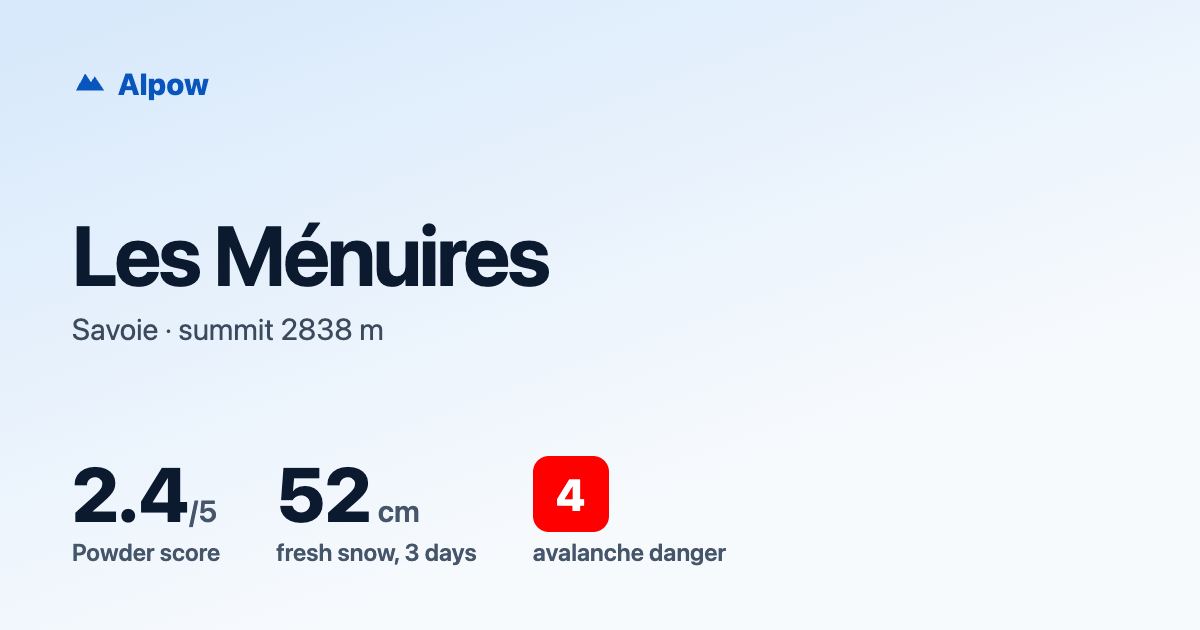 Alpow
Les Ménuires
Savoie · summit 2838 m
2.4/5
Powder score
52 cm
fresh snow, 3 days
4
avalanche danger